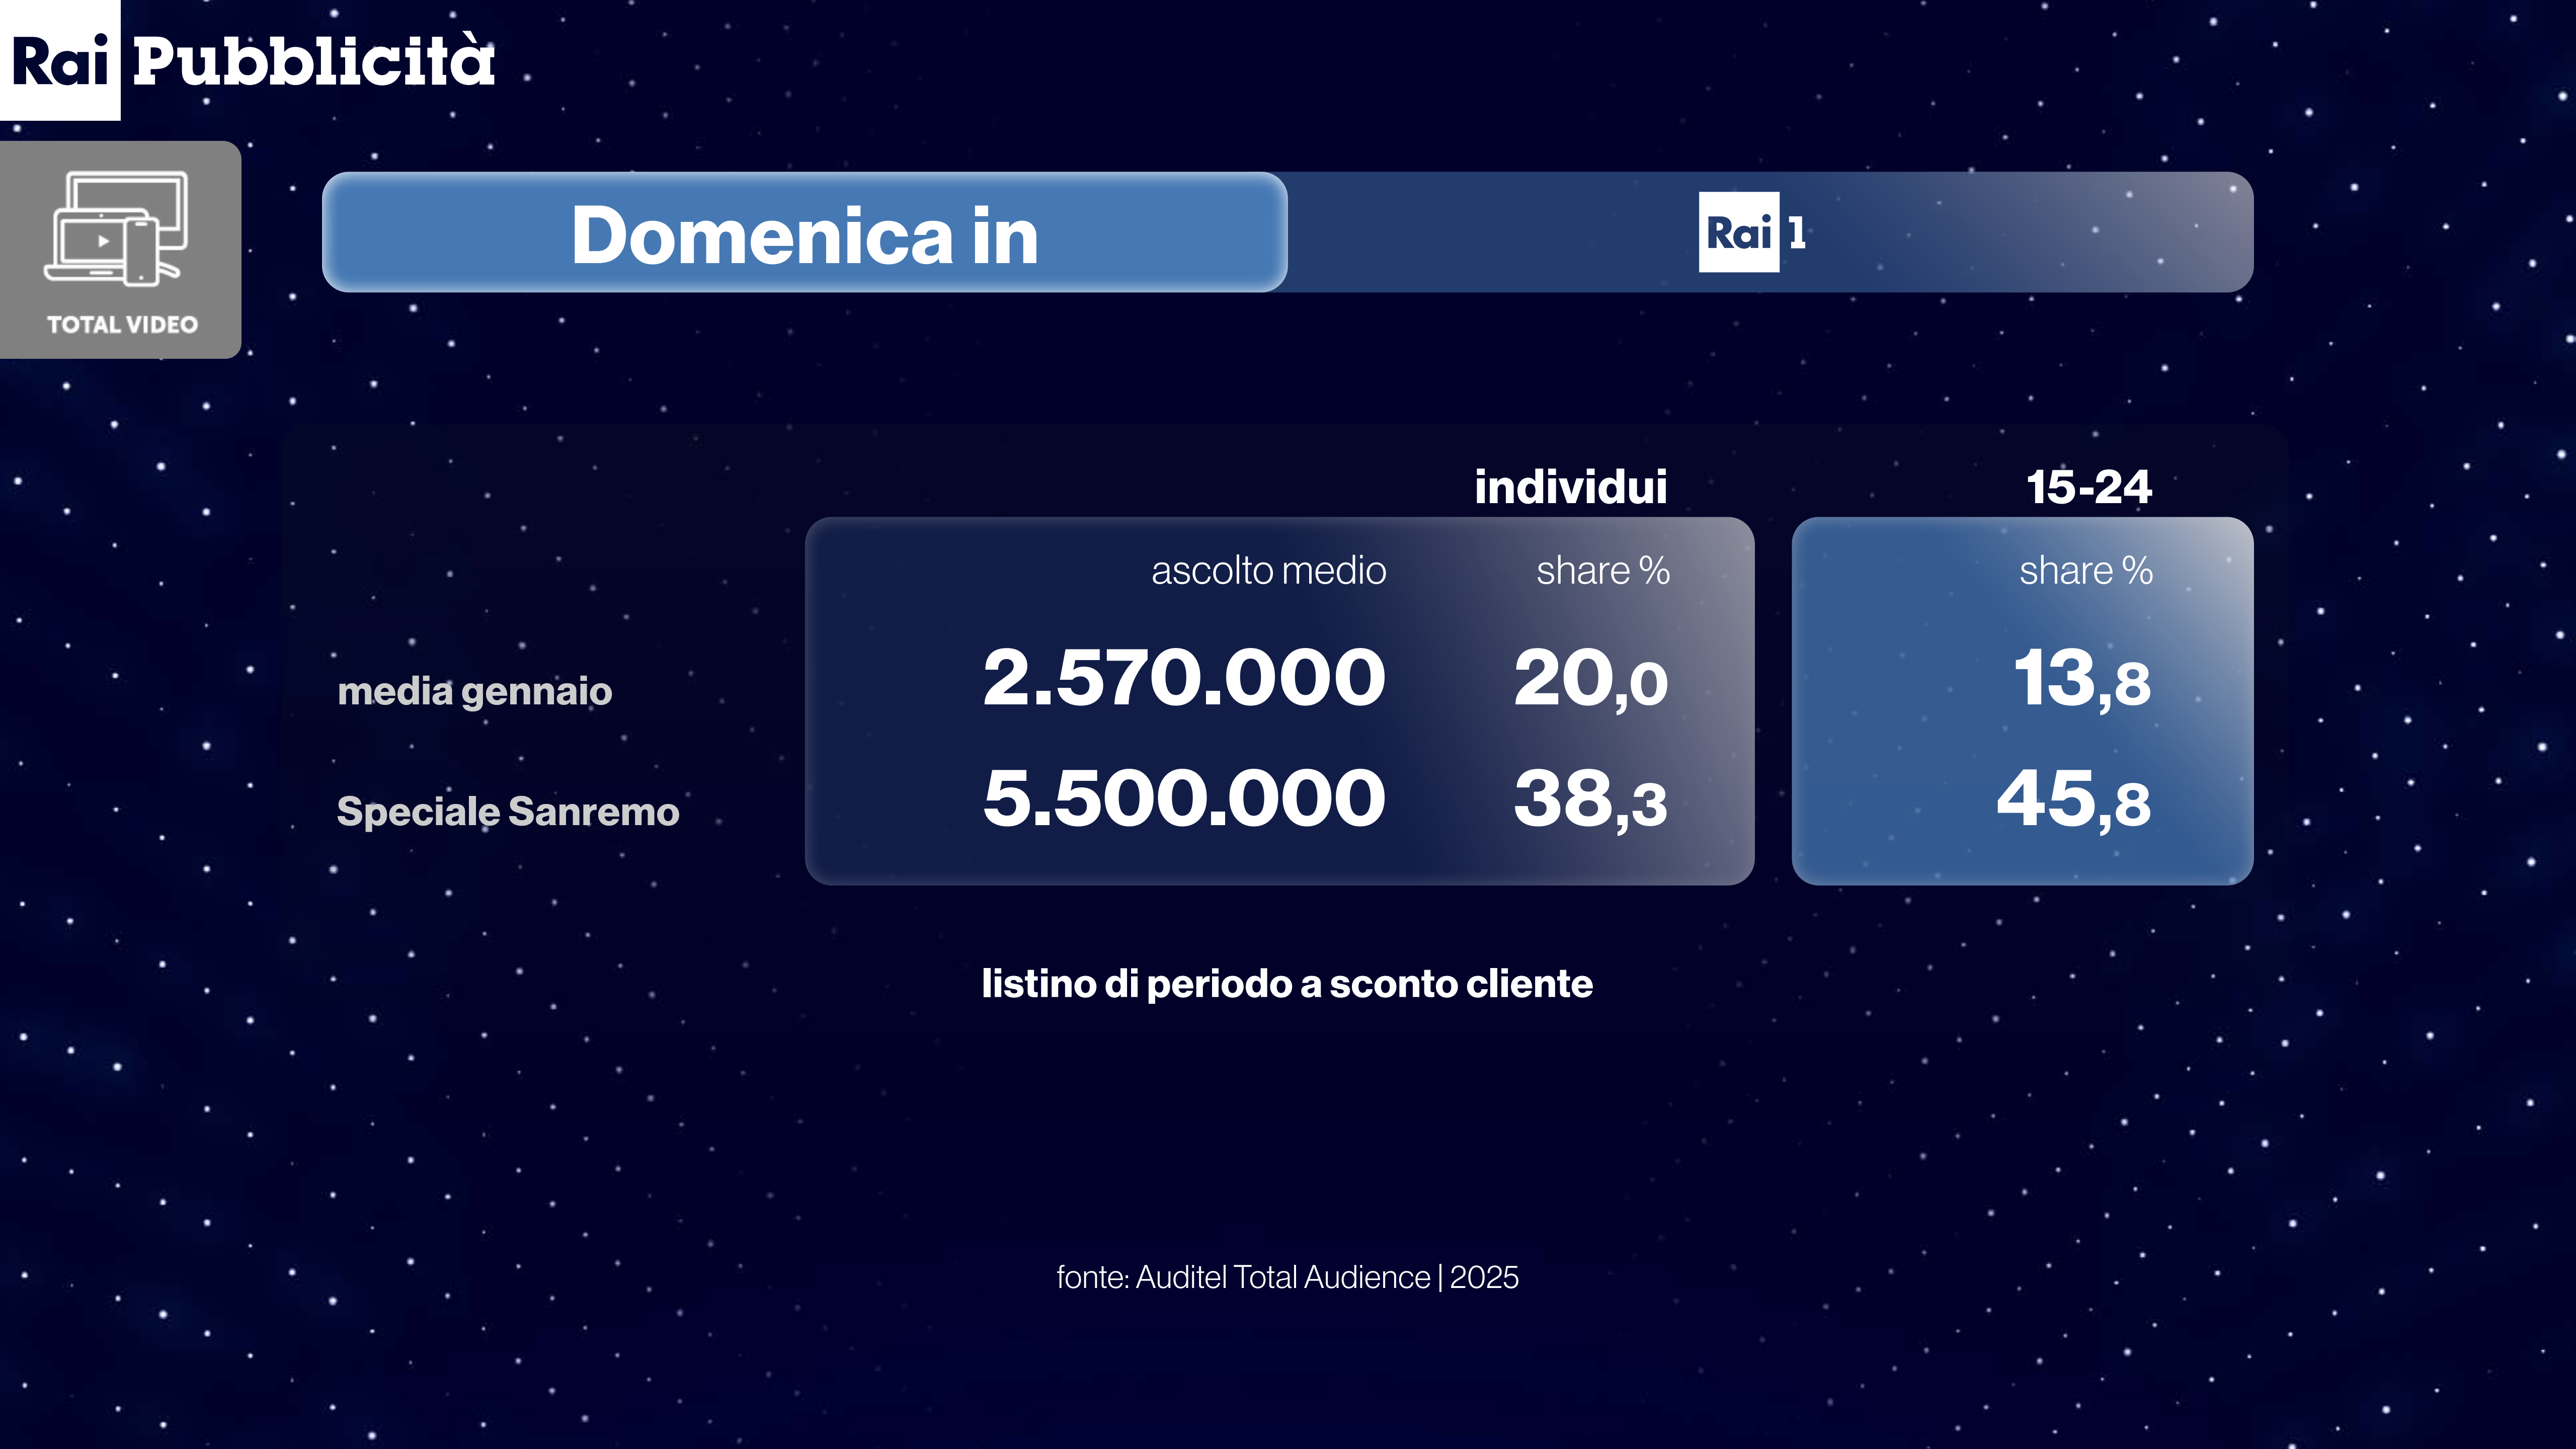 Rai Pubblicità
TOTAL VIDEO
Domenica in
Rai 1
individui
15-24
ascolto medio
share %
share %
media gennaio
2.570.000
20,0
13,8
Speciale Sanremo
5.500.000
38,3
45,8
listino di periodo a sconto cliente
fonte: Auditel Total Audience | 2025